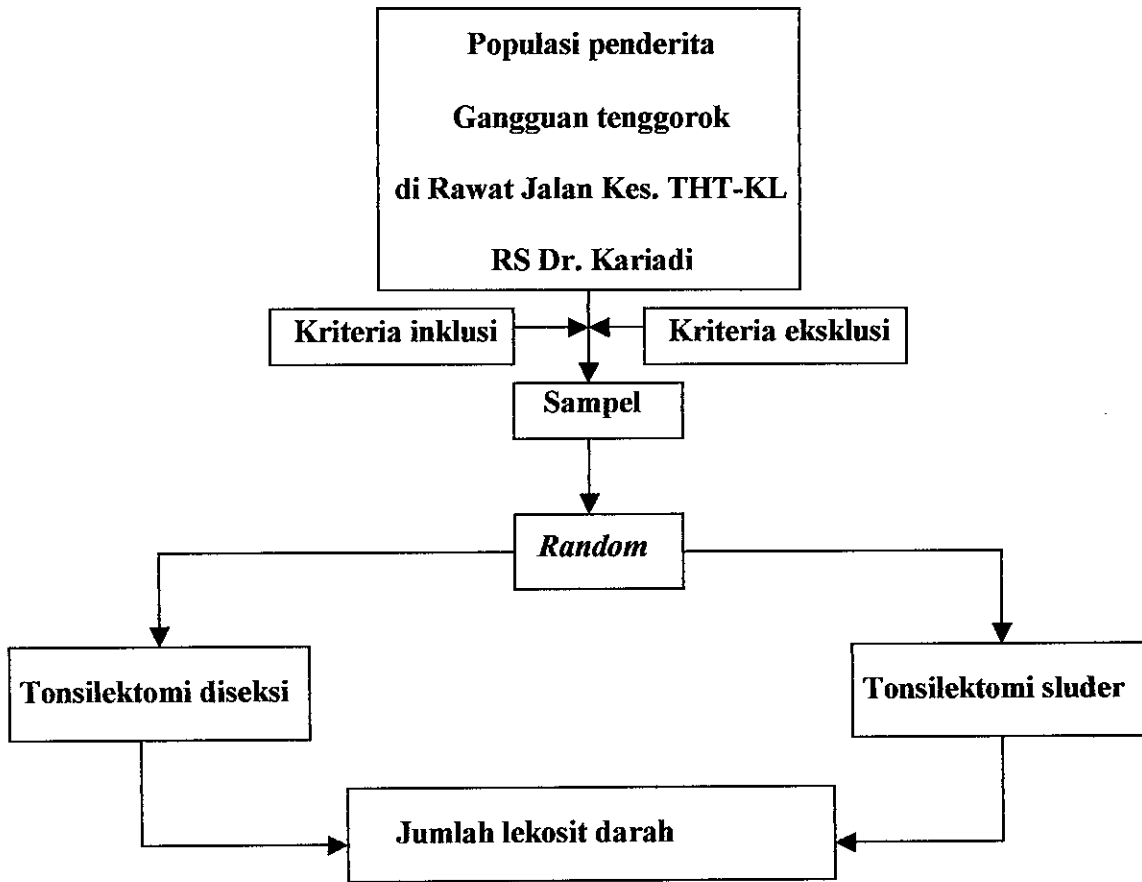 Populasi penderita
Gangguan tenggorok
di Rawat Jalan Kes. THT-KL
RS Dr. Kariadi
Kriteria inklusi
Kriteria eksklusi
Sampel
Random
Tonsilektomi diseksi
Tonsilektomi sluder
Jumlah lekosit darah